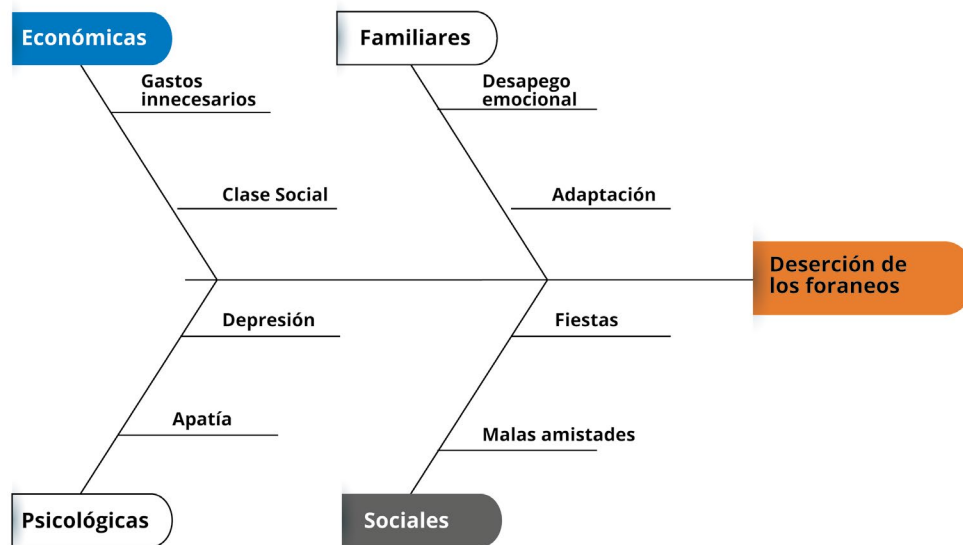 Económicas
Familiares
Gastos
innecesarios
Desapego
emocional
Clase Social
Adaptación
Deserción de
los foraneos
Depresión
Fiestas
Apatía
Malas amistades
Psicológicas
Sociales